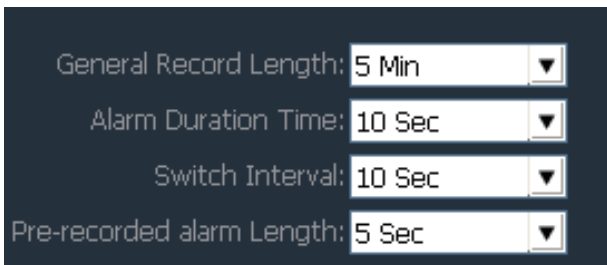 General Record Length: 5 Min
Alarm Duration Time: 10 Sec
Switch Interval: 10 Sec
Pre-recorded alarm Length: 5 Sec